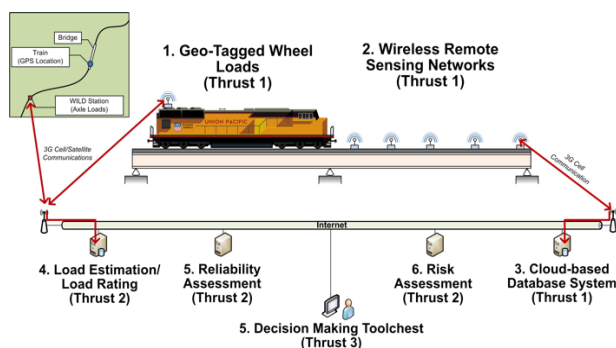 Bridge
Train
(GPS Location)
WILD Station
(Axle Loads)
1. Geo-Tagged Wheel
Loads
(Thrust 1)
2. Wireless Remote
Sensing Networks
(Thrust 1)
UNION PACIFIC
3G Cell/Satellite
Communications
3G Cell
Communication
Internet
4. Load Estimation/
Load Rating
(Thrust 2)
5. Reliability
Assessment
(Thrust 2)
6. Risk
Assessment
(Thrust 2)
3. Cloud-based
Database System
(Thrust 1)
5. Decision Making Toolchest
(Thrust 3)